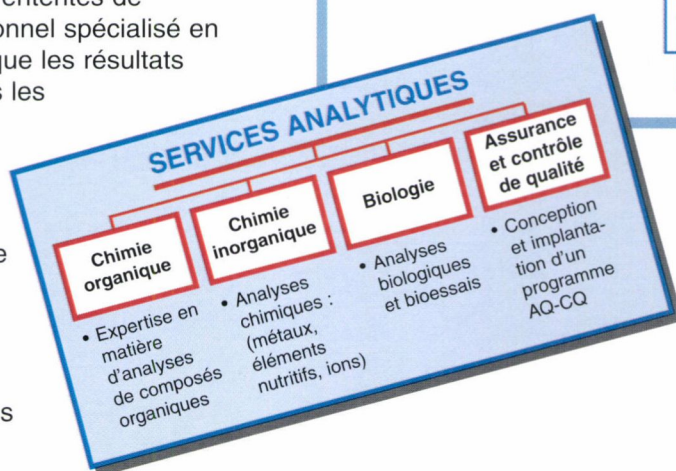 ententes de
onnel spécialisé en
que les résultats
s les
e
s
SERVICES ANALYTIQUES
Chimie
organique
• Expertise en
matière
d'analyses
de composés
organiques
Chimie
inorganique
• Analyses
chimiques :
(métaux,
éléments
nutritifs, ions)
Biologie
• Analyses
biologiques
et bioessais
Assurance
et contrôle
de qualité
• Conception
et implanta-
tion d'un
programme
AQ-CQ